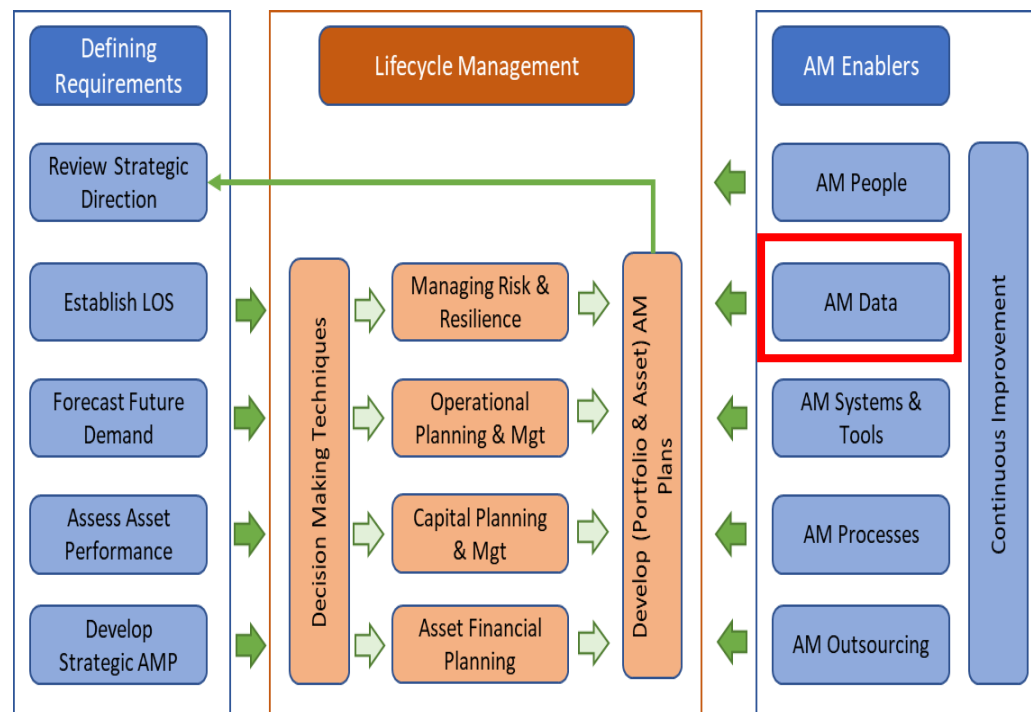 Defining
Requirements
Lifecycle Management
AM Enablers
Review Strategic
Direction
Establish LOS
Forecast Future
Demand
Assess Asset
Performance
Develop
Strategic AMP
Decision Making Techniques
Managing Risk &
Resilience
Operational
Planning & Mgt
Capital Planning
& Mgt
Asset Financial
Planning
Develop (Portfolio & Asset) AM
Plans
AM People
AM Data
AM Systems &
Tools
AM Processes
AM Outsourcing
Continuous Improvement